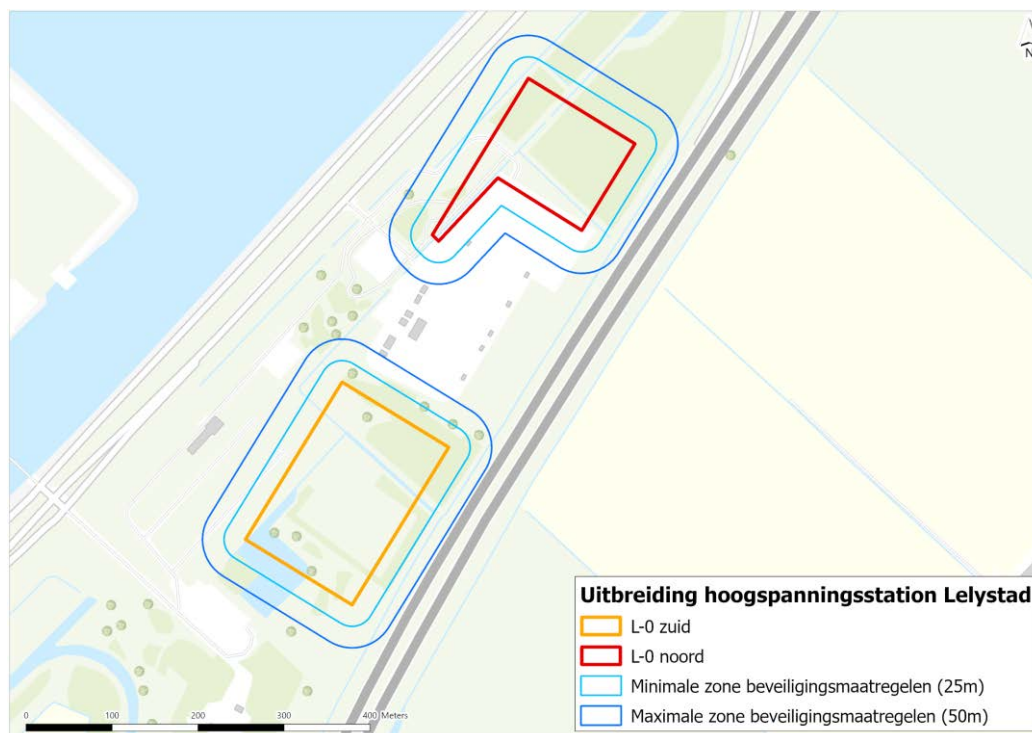 N
Uitbreiding hoogspanningsstation Lelystad
L-0 zuid
L-0 noord
Minimale zone beveiligingsmaatregelen (25m)
Maximale zone beveiligingsmaatregelen (50m)
0 100 200 300 400 Meters